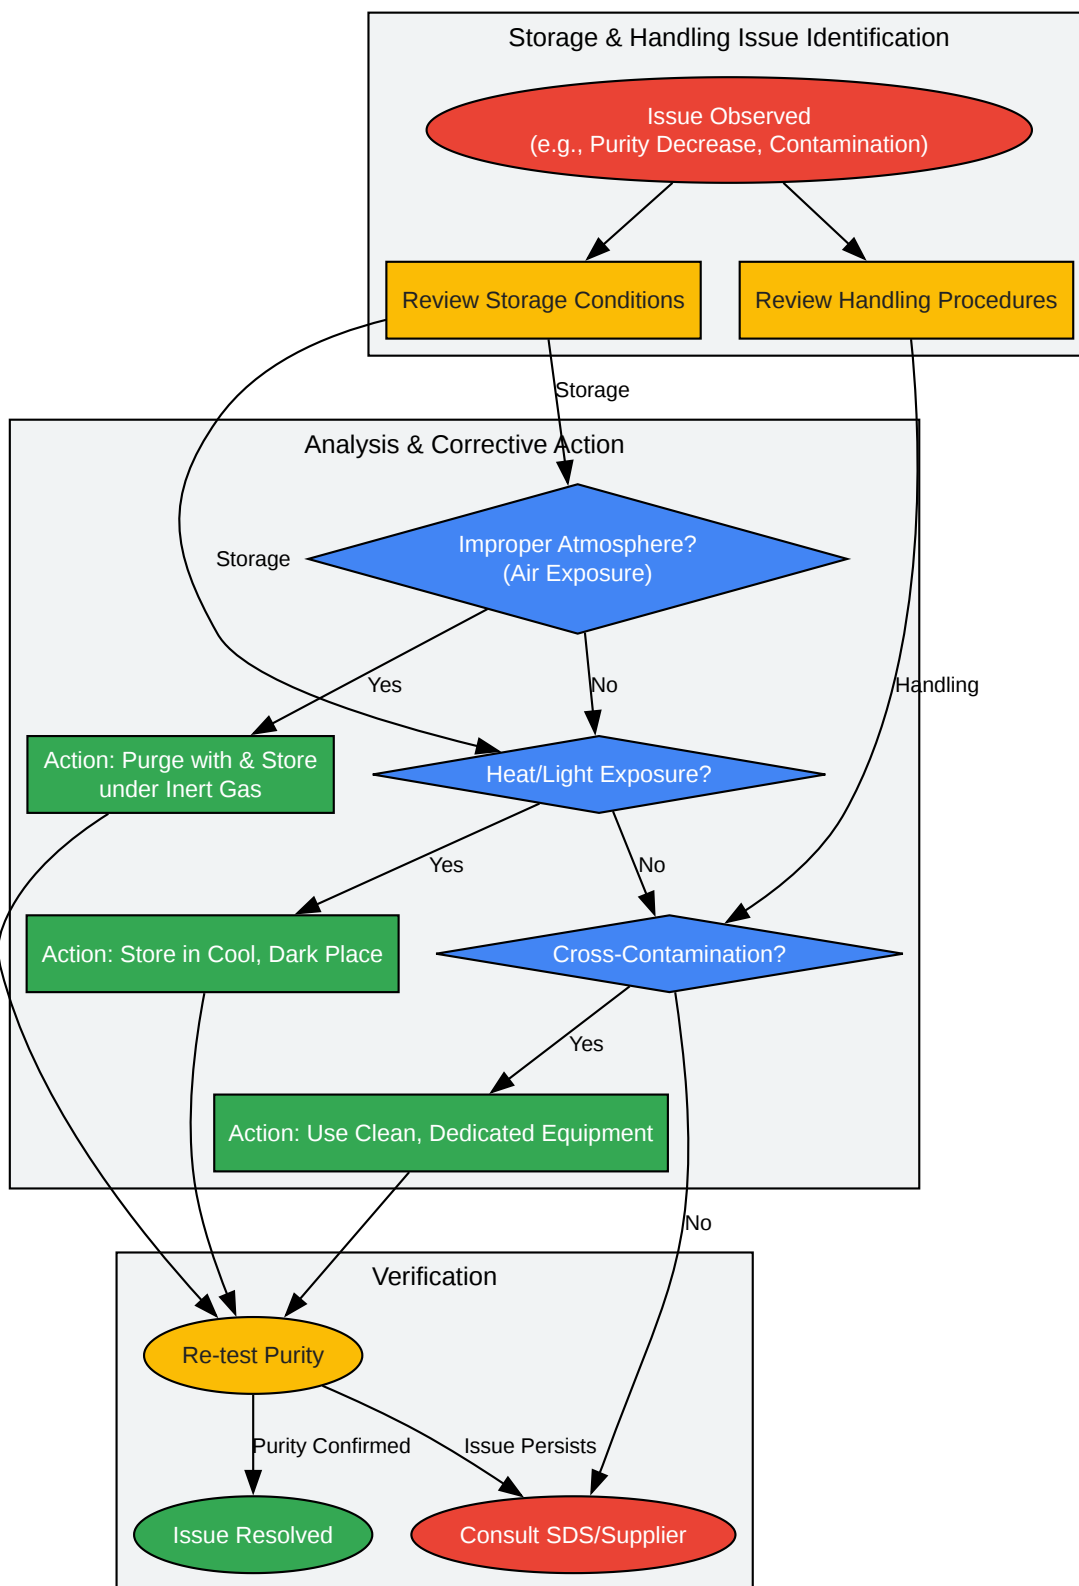 Storage & Handling Issue Identification
Issue Observed
(e.g., Purity Decrease, Contamination)
Review Storage Conditions
Review Handling Procedures
Storage
Analysis & Corrective Action
Improper Atmosphere?
(Air Exposure)
Storage
Yes
No
Handling
Action: Purge with & Store
under Inert Gas
Heat/Light Exposure?
Yes
No
Action: Store in Cool, Dark Place
Cross-Contamination?
Yes
Action: Use Clean, Dedicated Equipment
No
Verification
Re-test Purity
Purity Confirmed
Issue Persists
Issue Resolved
Consult SDS/Supplier